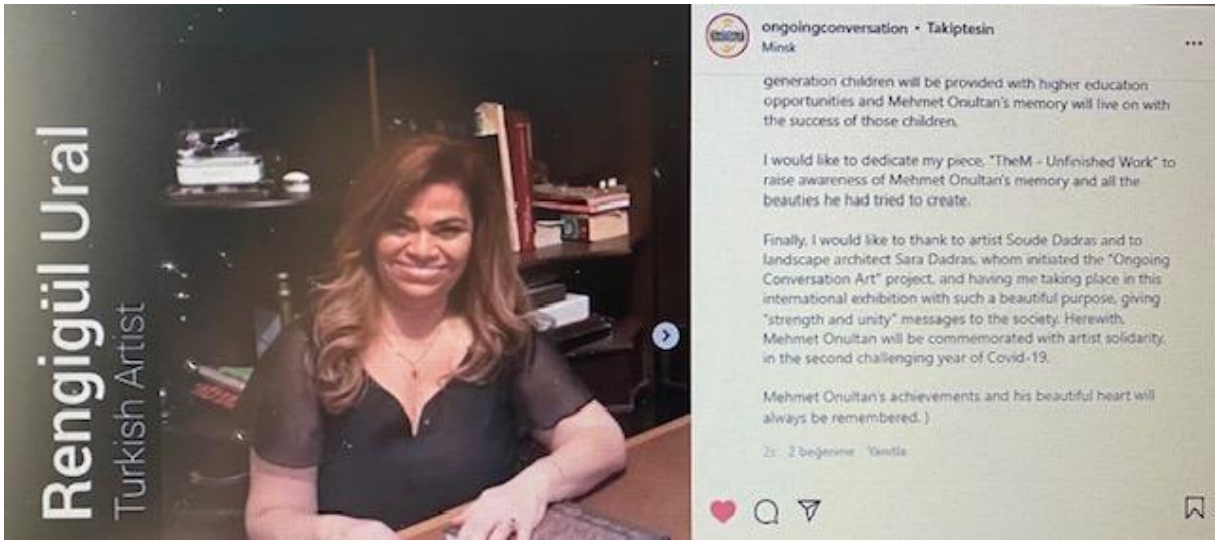 Rengigül Ural
Turkish Artist
ongoingconversation • Takiptesin
Minsk
generation children will be provided with higher education
opportunities and Mehmet Onultan's memory will live on with
the success of those children.
I would like to dedicate my piece, "TheM - Unfinished Work" to
raise awareness of Mehmet Onultan's memory and all the
beauties he had tried to create.
Finally, I would like to thank to artist Soude Dadras and to
landscape architect Sara Dadras, whom initiated the "Ongoing
Conversation Art" project, and having me taking place in this
international exhibition with such a beautiful purpose, giving
"strength and unity" messages to the society. Herewith,
Mehmet Onultan will be commemorated with artist solidarity,
in the second challenging year of Covid-19.
Mehmet Onultan's achievements and his beautiful heart will
always be remembered. )
2 beğenme Yanıtla